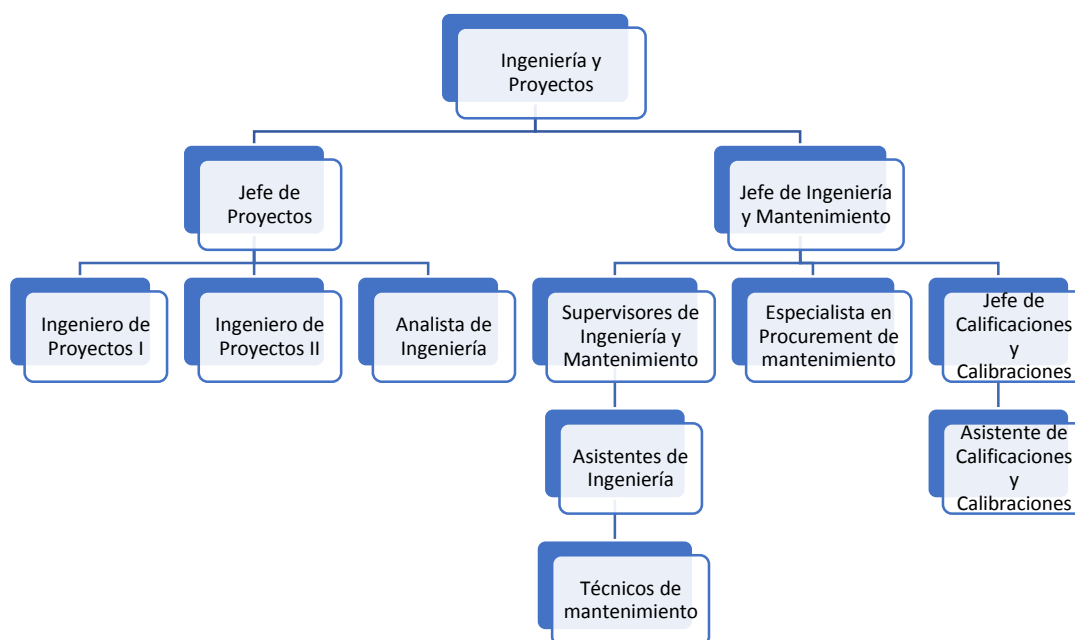 Ingeniería y
Proyectos
Jefe de
Proyectos
Jefe de Ingeniería
y Mantenimiento
Ingeniero de
Proyectos I
Ingeniero de
Proyectos II
Analista de
Ingeniería
Supervisores de
Ingeniería y
Mantenimiento
Especialista en
Procurement de
mantenimiento
Jefe de
Calificaciones
y
Calibraciones
Asistentes de
Ingeniería
Asistente de
Calificaciones
y
Calibraciones
Técnicos de
mantenimiento